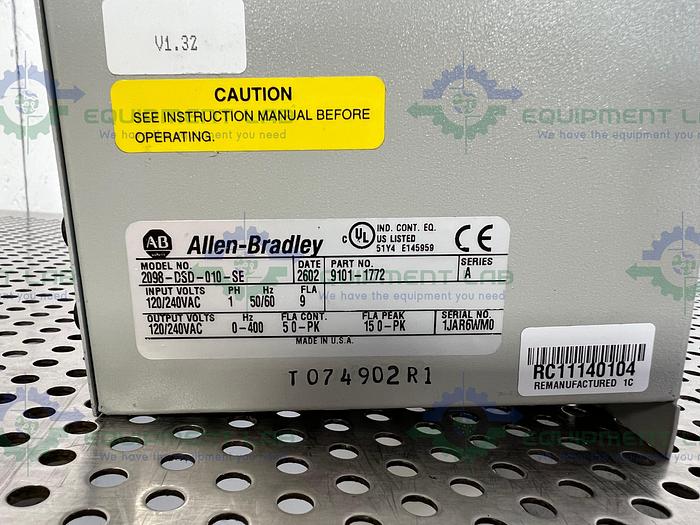 V1.32
CAUTION
SEE INSTRUCTION MANUAL BEFORE
OPERATING.
EQUIPMENT LAB
We have the equipment you need
AB Allen-Bradley
c UL US IND. CONT. EQ.
LISTED
51Y4 E145959
CE
MODEL NO. DATE PART NO. SERIES
2098-DSD-010-SE 2602 9101-1772 A
INPUT VOLTS PH HZ FLA
120/240VAC 1 50/60 9
OUTPUT VOLTS HZ FLA CONT. FLA PEAK SERIAL NO.
120/240VAC 0-400 5 0-PK 15 0-PK 1JAR6WM0
MADE IN U.S.A.
T074902R1
RC11140104
REMANUFACTURED 1C